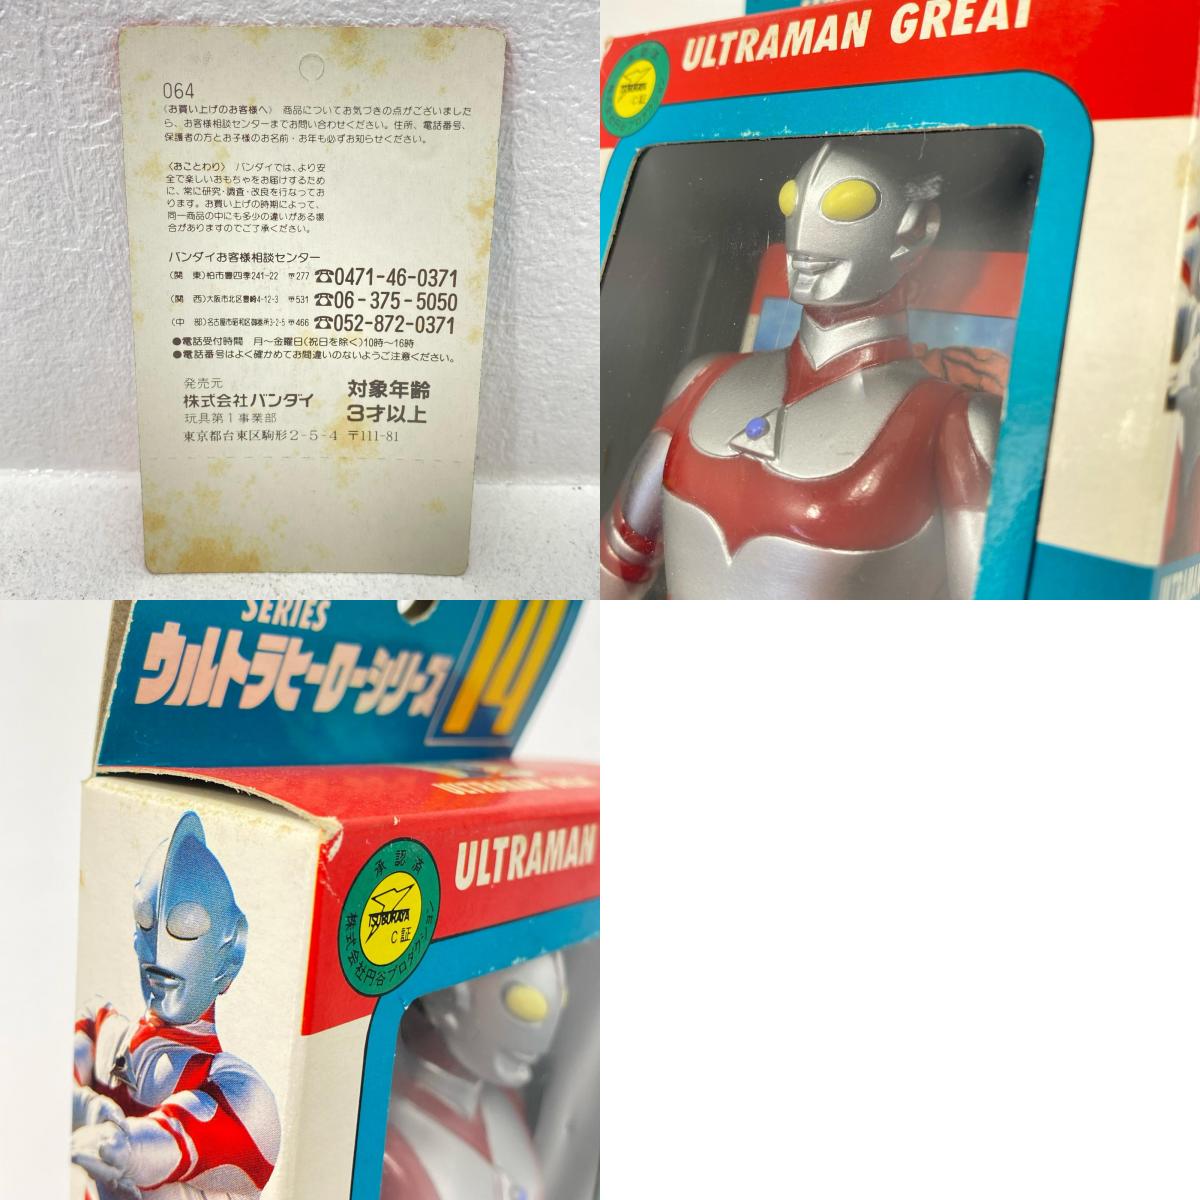 064
〈お買い上げのお客様へ〉 商品についてお気づきの点がございました
ら、お客様相談センターまでお問い合わせください。住所、電話番号、
保護者の方とお子様のお名前・お年も必ずお知らせください。
〈おことわり〉 バンダイでは、より安
全で楽しいおもちゃをお届けするため
に、常に研究・調査・改良を行なってお
ります。お買い上げの時期によって、
同一商品の中にも多少の違いがある場
合がありますのでご了承ください。
バンダイお客様相談センター
(関 東)柏市豊四季241-22 〒277 ☎0471-46-0371
(関 西)大阪市北区豊崎4-12-3 〒531 ☎06-375-5050
(中 部)名古屋市昭和区御器所3-2-5 〒466 ☎052-872-0371
●電話受付時間 月〜金曜日(祝日を除く)10時〜16時
●電話番号はよく確かめてお間違いのないようご注意ください。
発売元
株式会社バンダイ
玩具第1事業部
東京都台東区駒形2-5-4 〒111-81
対象年齢
3才以上
ULTRAMAN GREAT
TSUBURAYA
C証
SERIES
ウルトラヒーローシリーズ
14
ULTRAMAN
承認済
TSUBURAYA
C証
株式会社円谷プロダクション